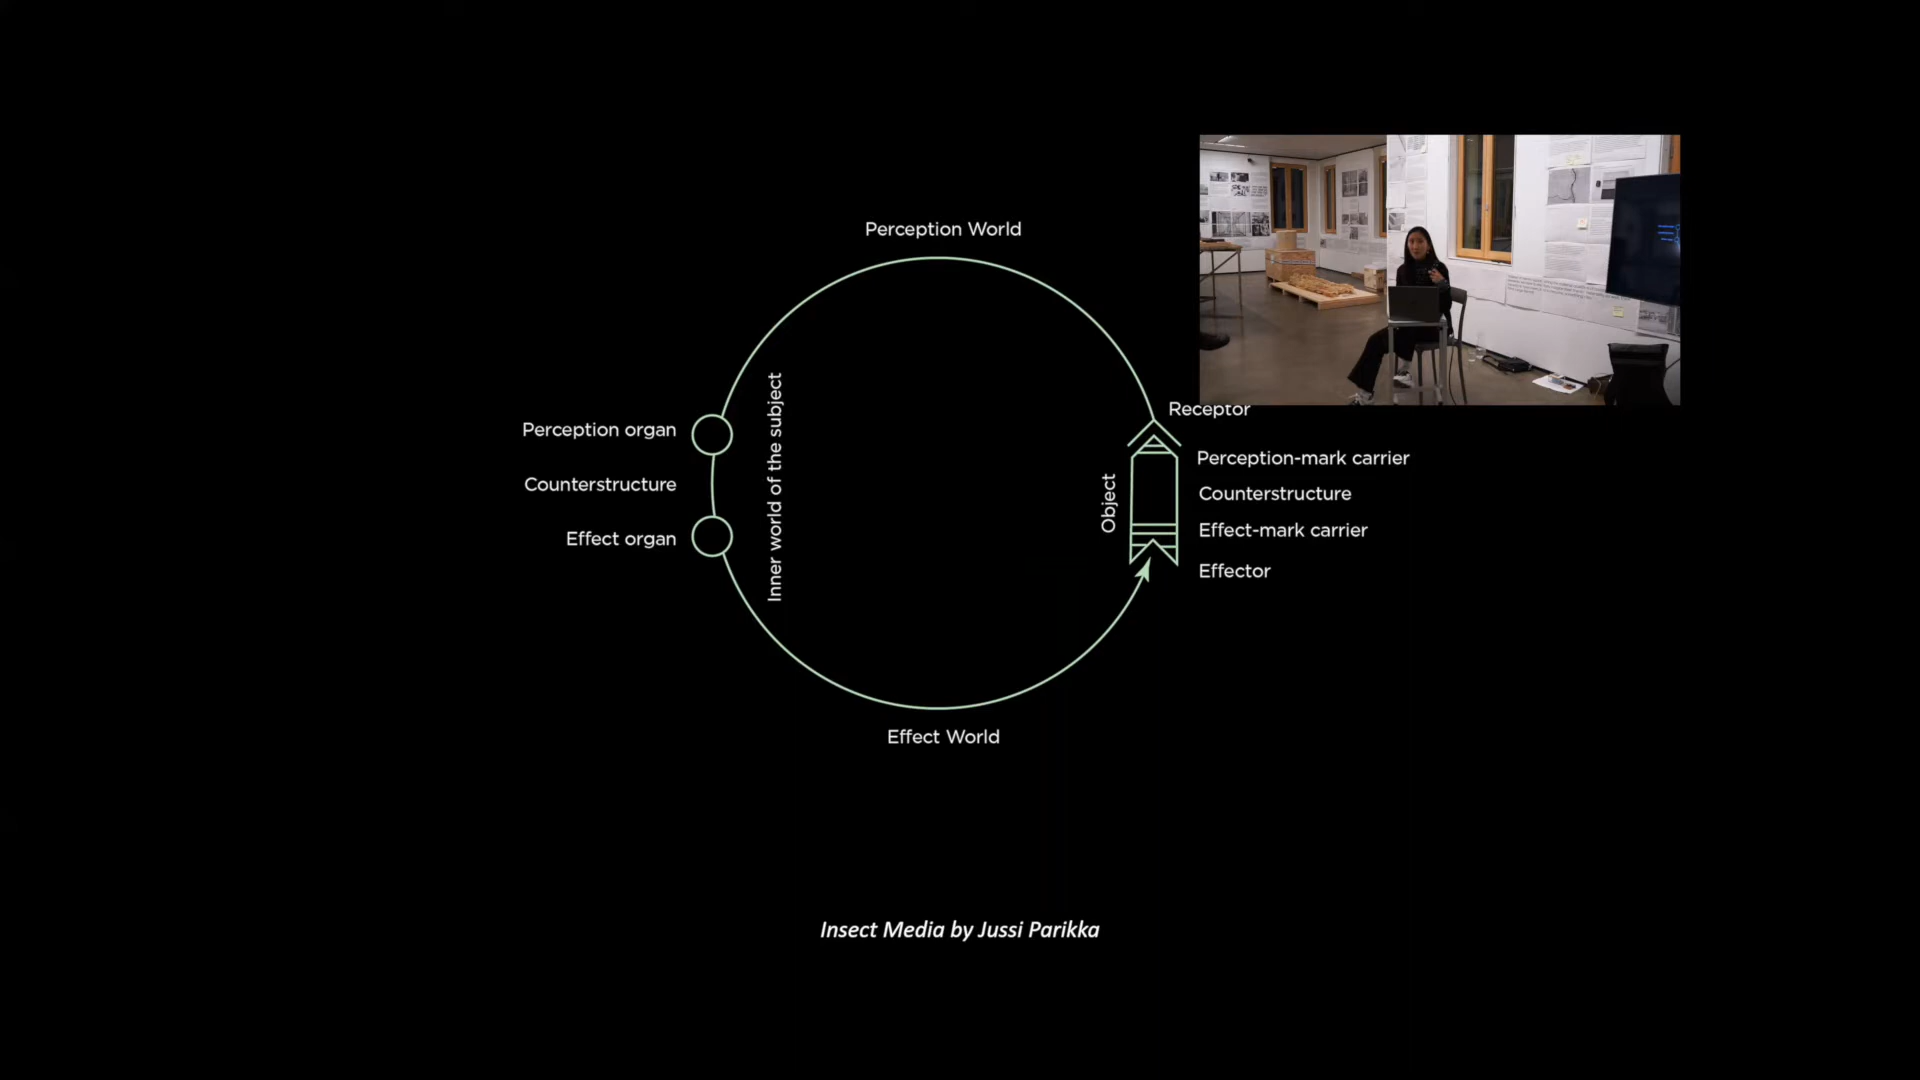 Perception World
Receptor
Perception organ
Perception-mark carrier
Counterstructure
Counterstructure
Inner world of the subject
Object
Effect-mark carrier
Effect organ
Effector
Effect World
Insect Media by Jussi Parikka